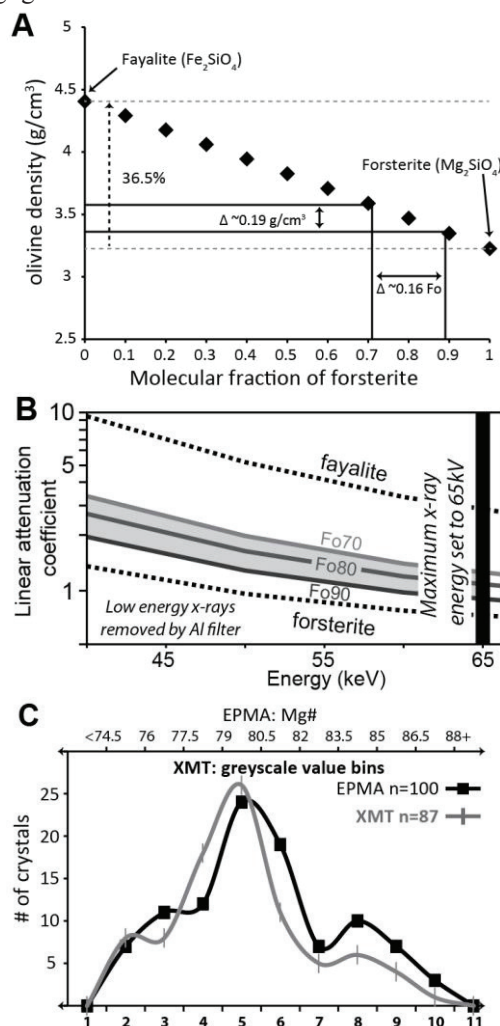 A
5
4.5
4
3.5
3
2.5
olivine density (g/cm³)
Fayalite (Fe₂SiO₄)
Forsterite (Mg₂SiO₄)
36.5%
Δ ~0.19 g/cm³
Δ ~0.16 Fo
0 0.1 0.2 0.3 0.4 0.5 0.6 0.7 0.8 0.9 1
Molecular fraction of forsterite
B
10
5
1
Linear attenuation
coefficient
fayalite
Fo70
Fo80
Fo90
forsterite
Low energy x-rays
removed by Al filter
Maximum x-ray
energy set to 65kV
45 55 65
Energy (keV)
C
EPMA: Mg#
<74.5 76 77.5 79 80.5 82 83.5 85 86.5 88+
XMT: greyscale value bins
EPMA n=100
XMT n=87
25
20
15
10
5
# of crystals
1 2 3 4 5 6 7 8 9 10 11